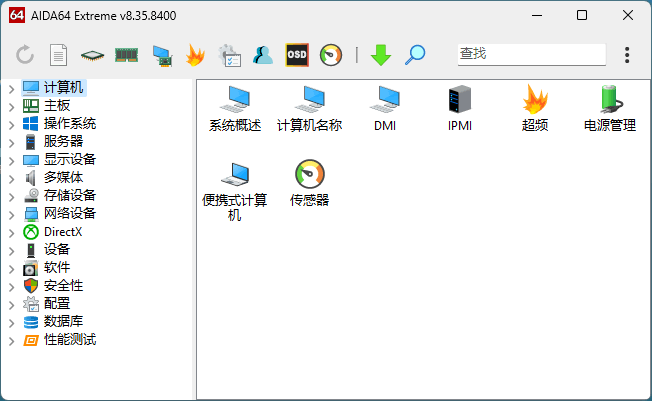 64 AIDA64 Extreme v8.35.8400
OSD
查找
计算机
主板
操作系统
服务器
显示设备
多媒体
存储设备
网络设备
DirectX
设备
软件
安全性
配置
数据库
性能测试
系统概述
计算机名称
DMI
IPMI
超频
电源管理
便携式计算
机
传感器